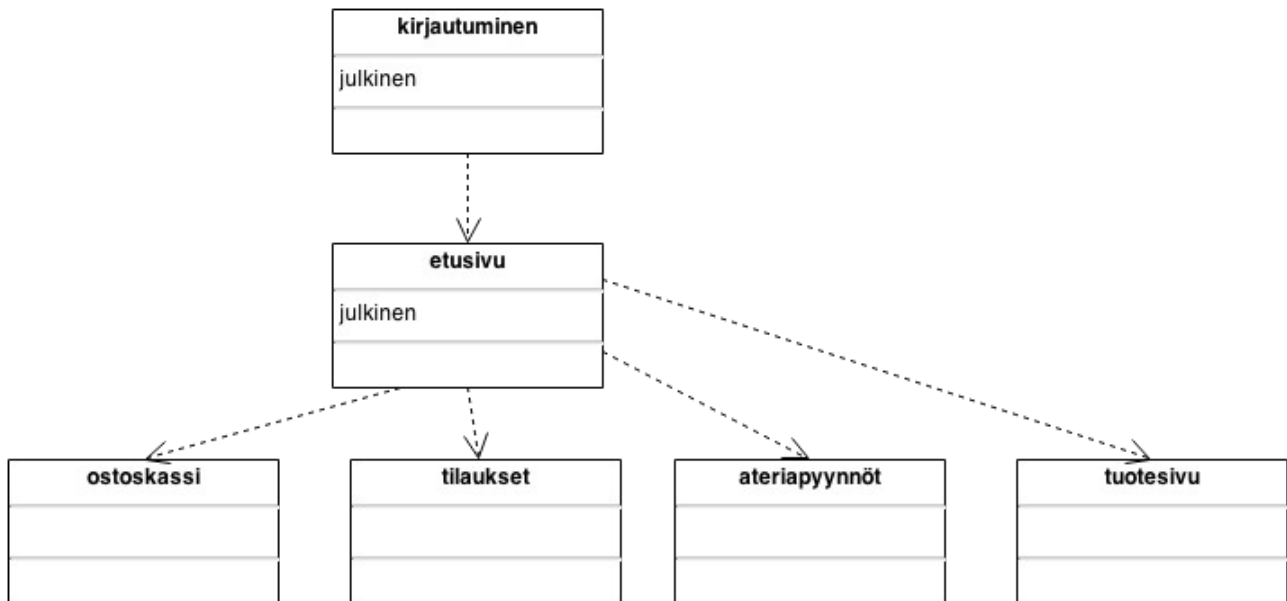 kirjautuminen
julkinen
etusivu
julkinen
ostoskassi
tilaukset
ateriapyynnöt
tuotesivu